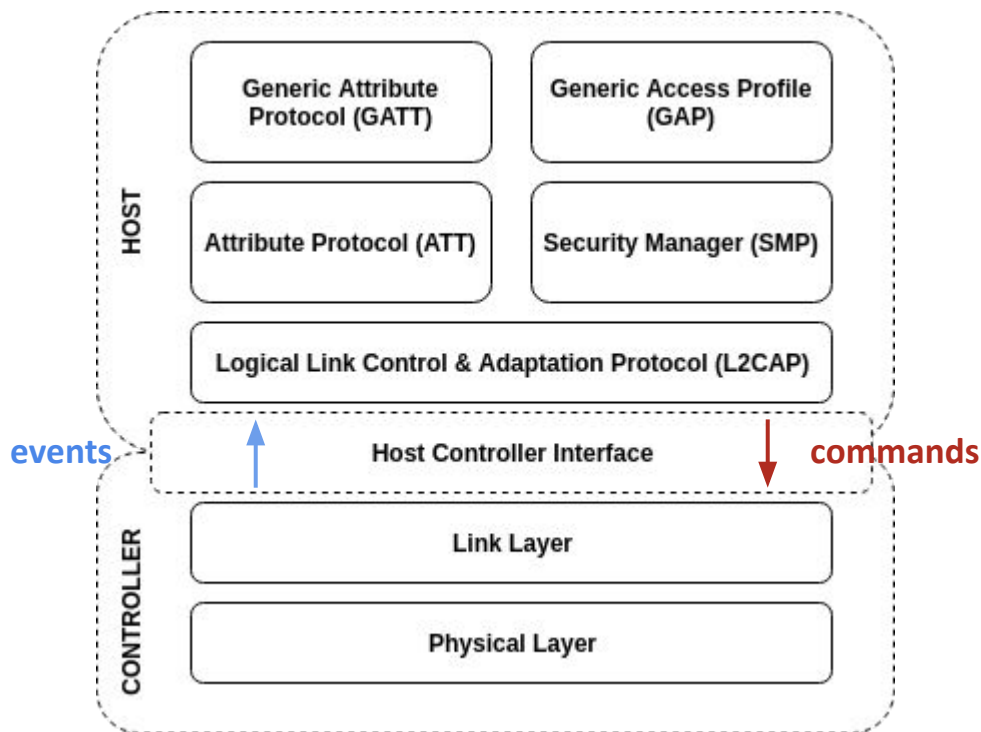 Generic Attribute
Protocol (GATT)
Generic Access Profile
(GAP)
HOST
Attribute Protocol (ATT)
Security Manager (SMP)
Logical Link Control & Adaptation Protocol (L2CAP)
events
Host Controller Interface
commands
CONTROLLER
Link Layer
Physical Layer